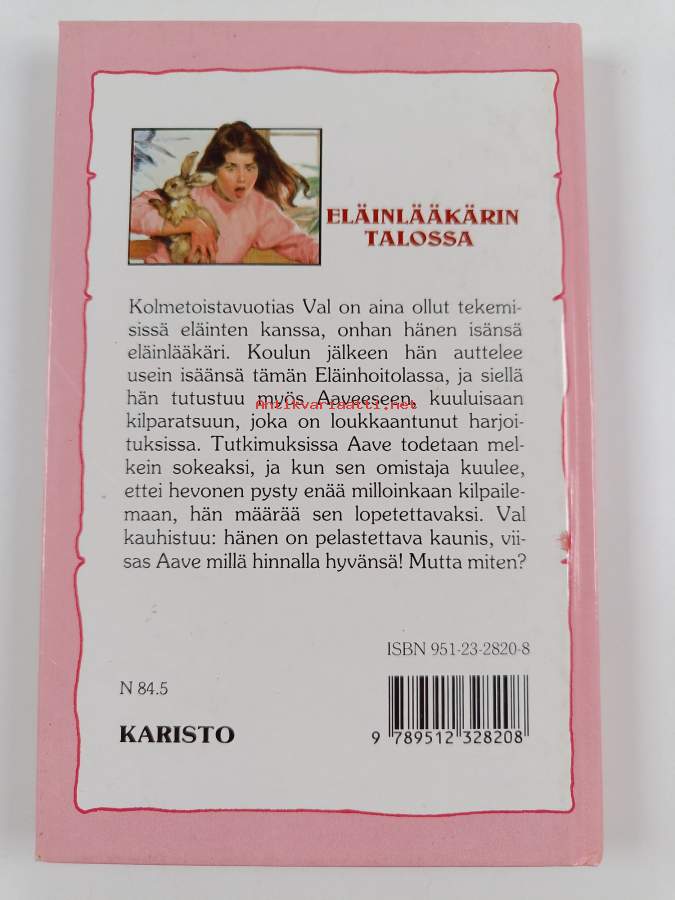 ELÄINLÄÄKÄRIN
TALOSSA
Kolmetoistavuotias Val on aina ollut tekemi-
sissä eläinten kanssa, onhan hänen isänsä
eläinlääkäri. Koulun jälkeen hän auttelee
usein isäänsä tämän Eläinhoitolassa, ja siellä
hän tutustuu myös Aaveeseen, kuuluisaan
Antikvariaatti.net
kilparatsuun, joka on loukkaantunut harjoi-
tuksissa. Tutkimuksissa Aave todetaan mel-
kein sokeaksi, ja kun sen omistaja kuulee,
ettei hevonen pysty enää milloinkaan kilpaile-
maan, hän määrää sen lopetettavaksi. Val
kauhistuu: hänen on pelastettava kaunis, vii-
sas Aave millä hinnalla hyvänsä! Mutta miten?
ISBN 951-23-2820-8
N 84.5
KARISTO
9 789512 328208